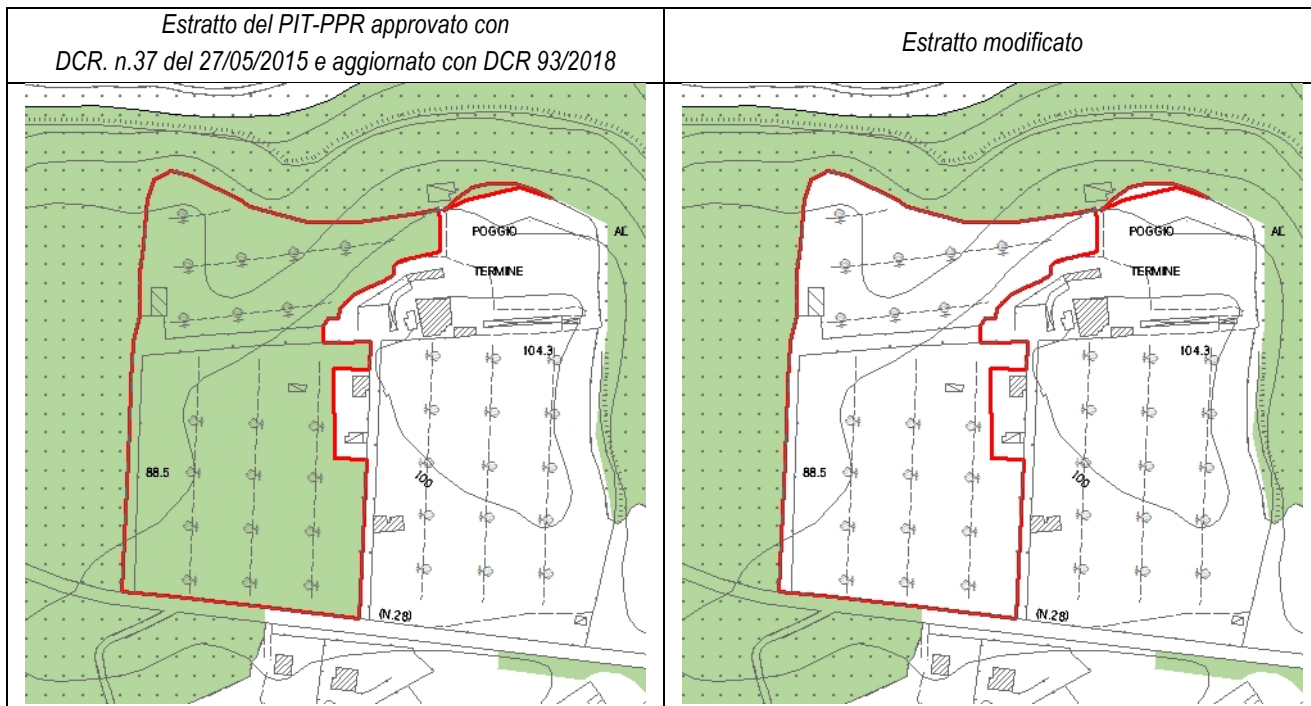 Estratto del PIT-PPR approvato con
DCR. n.37 del 27/05/2015 e aggiornato con DCR 93/2018
Estratto modificato
POGGIO
AL
TERMINE
104.3
88.5
100
(N.28)
POGGIO
AL
TERMINE
104.3
88.5
100
(N.28)